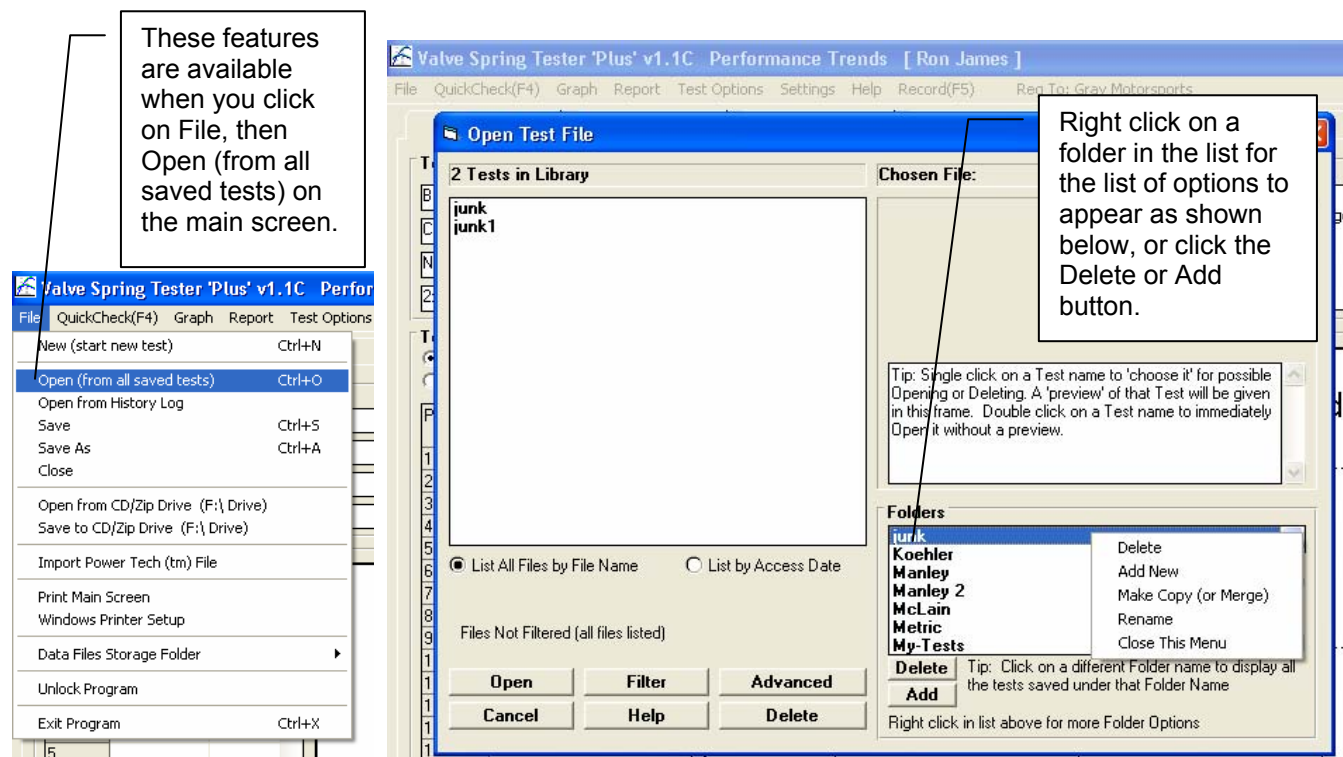 These features
are available
when you click
on File, then
Open (from all
saved tests) on
the main screen.
Valve Spring Tester 'Plus' v1.1C Perfor
File QuickCheck(F4) Graph Report Test Options
New (start new test) Ctrl+N
Open (from all saved tests) Ctrl+O
Open from History Log
Save Ctrl+S
Save As Ctrl+A
Close
Open from CD/Zip Drive (F:\ Drive)
Save to CD/Zip Drive (F:\ Drive)
Import Power Tech (tm) File
Print Main Screen
Windows Printer Setup
Data Files Storage Folder
Unlock Program
Exit Program Ctrl+X
5
Valve Spring Tester 'Plus' v1.1C Performance Trends [ Ron James ]
File QuickCheck(F4) Graph Report Test Options Settings Help Record(F5) Reg To: Gray Motorsports
Right click on a
folder in the list for
the list of options to
appear as shown
below, or click the
Delete or Add
button.
Open Test File
2 Tests in Library
junk
junk1
List All Files by File Name List by Access Date
Files Not Filtered (all files listed)
Open Filter Advanced
Cancel Help Delete
Chosen File:
Tip: Single click on a Test name to 'choose it' for possible
Opening or Deleting. A 'preview' of that Test will be given
in this frame. Double click on a Test name to immediately
Open it without a preview.
Folders
junk
Koehler
Manley
Manley 2
McLain
Metric
My-Tests
Delete
Add New
Make Copy (or Merge)
Rename
Close This Menu
Delete Tip: Click on a different Folder name to display all
Add the tests saved under that Folder Name
Right click in list above for more Folder Options